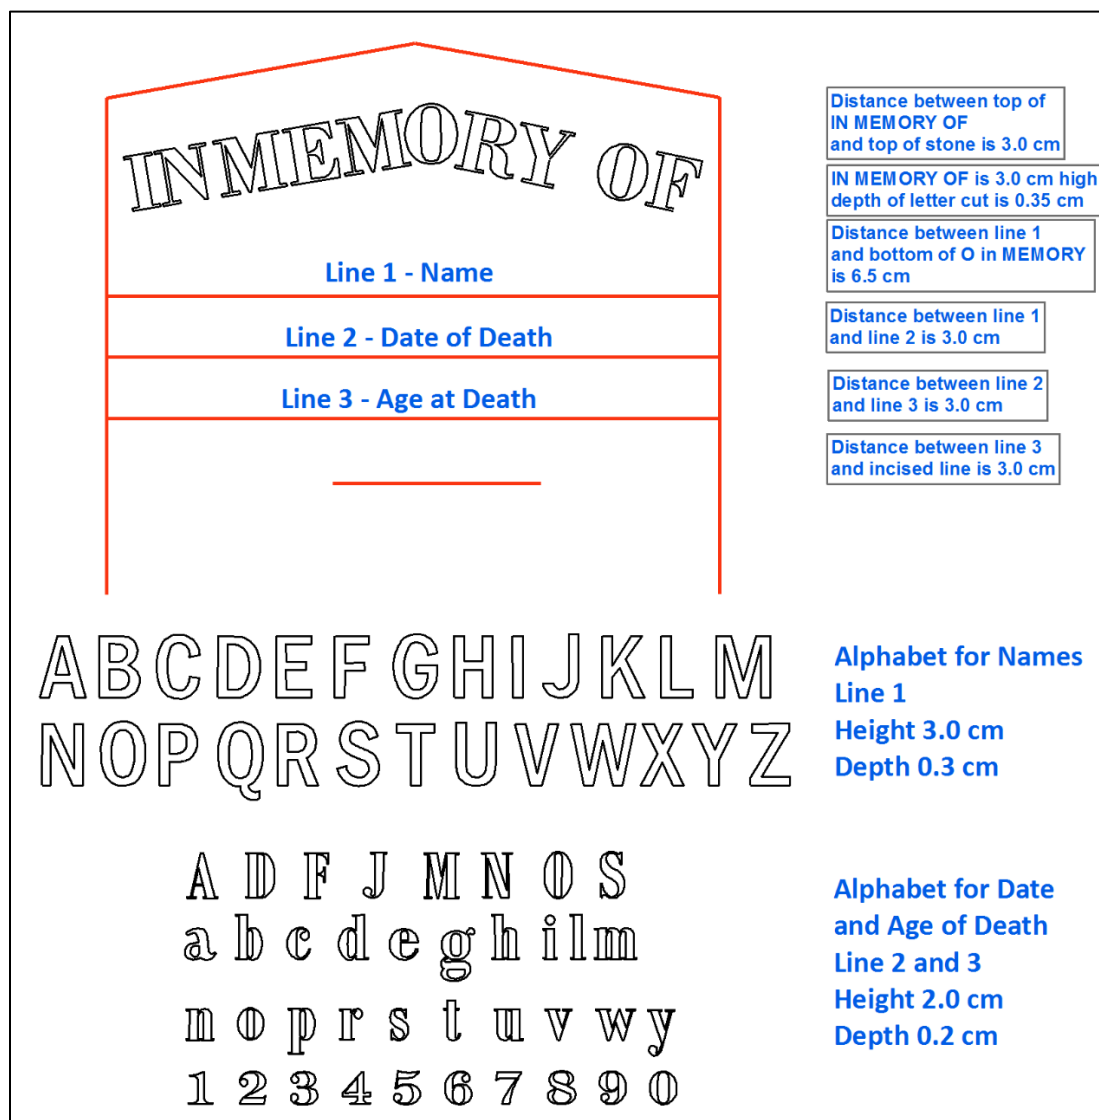 IN MEMORY OF
Distance between top of
IN MEMORY OF
and top of stone is 3.0 cm
IN MEMORY OF is 3.0 cm high
depth of letter cut is 0.35 cm
Distance between line 1
and bottom of O in MEMORY
is 6.5 cm
Line 1 - Name
Distance between line 1
and line 2 is 3.0 cm
Line 2 - Date of Death
Distance between line 2
and line 3 is 3.0 cm
Line 3 - Age at Death
Distance between line 3
and incised line is 3.0 cm
A B C D E F G H I J K L M
N O P Q R S T U V W X Y Z
Alphabet for Names
Line 1
Height 3.0 cm
Depth 0.3 cm
A D F J M N O S
a b c d e g h i l m
n o p r s t u v w y
1 2 3 4 5 6 7 8 9 0
Alphabet for Date
and Age of Death
Line 2 and 3
Height 2.0 cm
Depth 0.2 cm